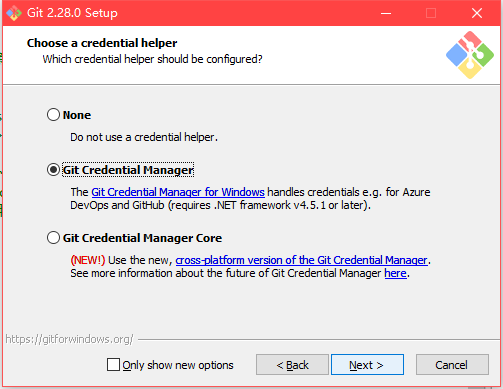 Git 2.28.0 Setup
Choose a credential helper
Which credential helper should be configured?
None
Do not use a credential helper.
Git Credential Manager
The Git Credential Manager for Windows handles credentials e.g. for Azure
DevOps and GitHub (requires .NET framework v4.5.1 or later).
Git Credential Manager Core
(NEW!) Use the new, cross-platform version of the Git Credential Manager.
See more information about the future of Git Credential Manager here.
https://gitforwindows.org/
Only show new options
< Back
Next >
Cancel